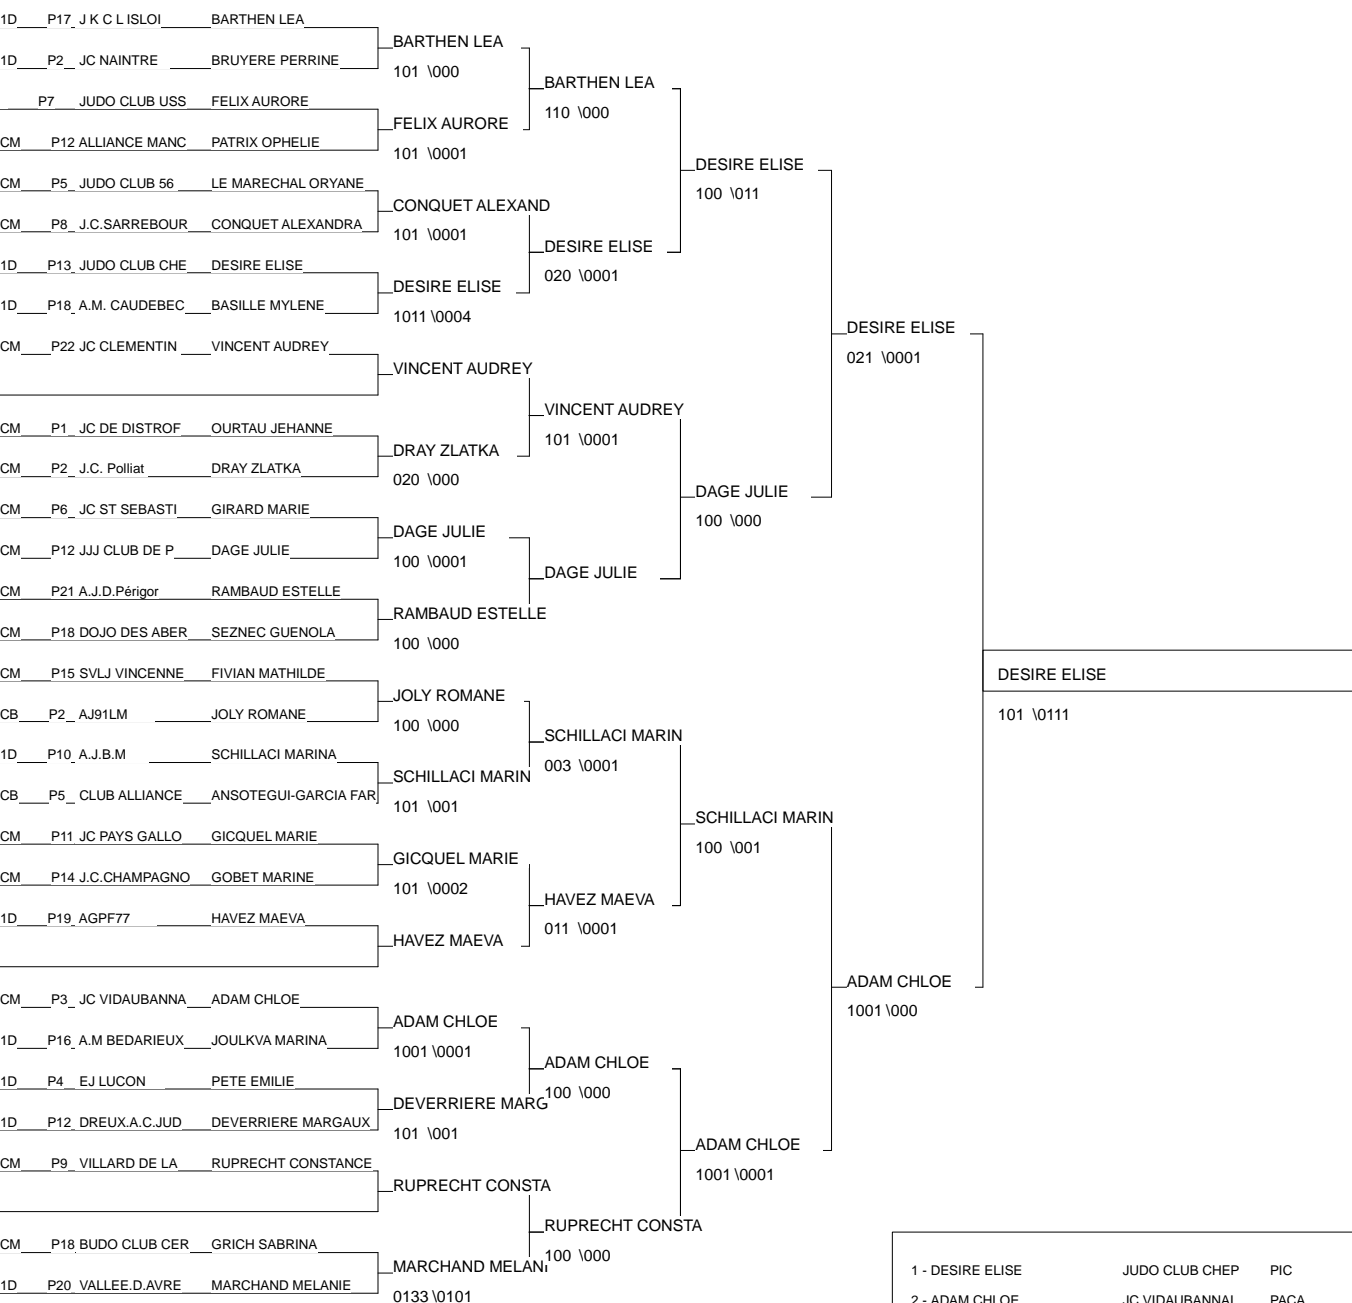 1D P17 J K C L ISLOI BARTHEN LEA
BARTHEN LEA
1D P2 JC NAINTRE BRUYERE PERRINE
101 \000
BARTHEN LEA
P7 JUDO CLUB USS FELIX AURORE
110 \000
FELIX AURORE
CM P12 ALLIANCE MANC PATRIX OPHELIE
101 \0001
DESIRE ELISE
CM P5 JUDO CLUB 56 LE MARECHAL ORYANE
100 \011
CONQUET ALEXAND
CM P8 J.C.SARREBOUR CONQUET ALEXANDRA
101 \0001
DESIRE ELISE
1D P13 JUDO CLUB CHE DESIRE ELISE
020 \0001
DESIRE ELISE
1D P18 A.M. CAUDEBEC BASILLE MYLENE
1011 \0004
DESIRE ELISE
CM P22 JC CLEMENTIN VINCENT AUDREY
021 \0001
VINCENT AUDREY
VINCENT AUDREY
CM P1 JC DE DISTROF OURTAU JEHANNE
101 \0001
DRAY ZLATKA
CM P2 J.C. Polliat DRAY ZLATKA
020 \000
DAGE JULIE
CM P6 JC ST SEBASTI GIRARD MARIE
100 \000
DAGE JULIE
CM P12 JJJ CLUB DE P DAGE JULIE
100 \0001
DAGE JULIE
CM P21 A.J.D.Périgor RAMBAUD ESTELLE
RAMBAUD ESTELLE
CM P18 DOJO DES ABER SEZNEC GUENOLA
100 \000
CM P15 SVLJ VINCENNE FIVIAN MATHILDE
DESIRE ELISE
JOLY ROMANE
CB P2 AJ91LM JOLY ROMANE
101 \0111
100 \000
SCHILLACI MARIN
1D P10 A.J.B.M SCHILLACI MARINA
003 \0001
SCHILLACI MARIN
CB P5 CLUB ALLIANCE ANSOTEGUI-GARCIA FAR
101 \001
SCHILLACI MARIN
CM P11 JC PAYS GALLO GICQUEL MARIE
100 \001
GICQUEL MARIE
CM P14 J.C.CHAMPAGNO GOBET MARINE
101 \0002
HAVEZ MAEVA
1D P19 AGPF77 HAVEZ MAEVA
011 \0001
HAVEZ MAEVA
ADAM CHLOE
CM P3 JC VIDAUBANNA ADAM CHLOE
1001 \000
ADAM CHLOE
1D P16 A.M BEDARIEUX JOULKVA MARINA
1001 \0001
ADAM CHLOE
1D P4 EJ LUCON PETE EMILIE
100 \000
DEVERRIERE MARG
1D P12 DREUX.A.C.JUD DEVERRIERE MARGAUX
101 \001
ADAM CHLOE
CM P9 VILLARD DE LA RUPRECHT CONSTANCE
1001 \0001
RUPRECHT CONSTA
RUPRECHT CONSTA
CM P18 BUDO CLUB CER GRICH SABRINA
100 \000
MARCHAND MELANI
1 - DESIRE ELISE JUDO CLUB CHEP PIC
1D P20 VALLEE.D.AVRE MARCHAND MELANIE
0133 \0101
2 - ADAM CHLOE JC VIDAUBANNAI PACA